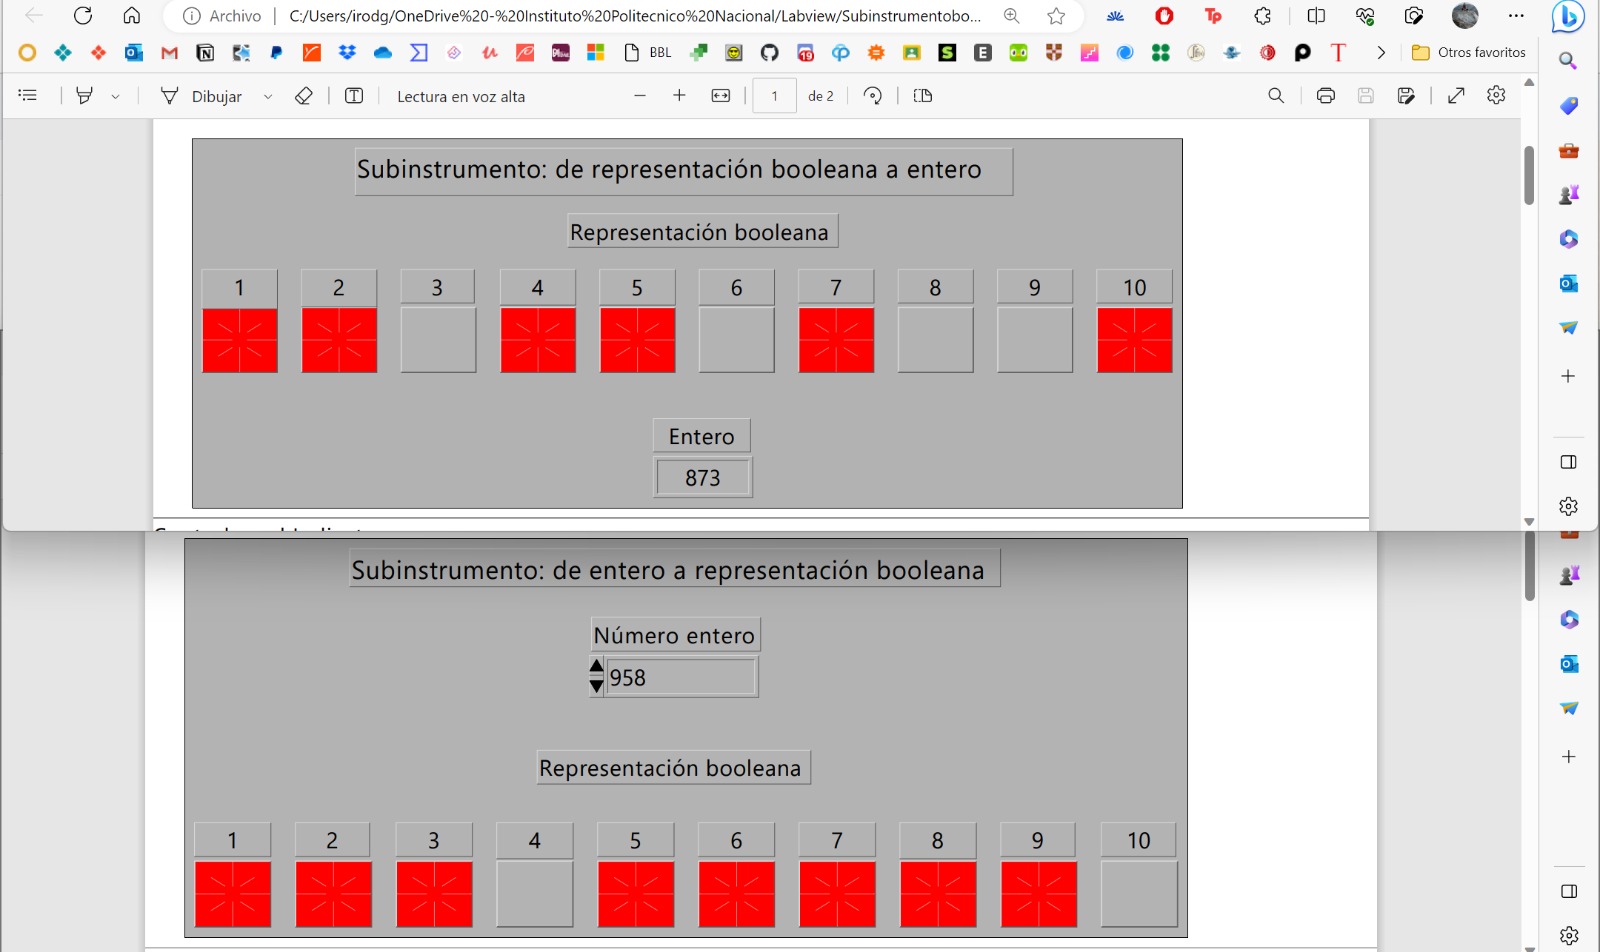 Archivo
C:/Users/irodg/OneDrive%20-%20Instituto%20Politecnico%20Nacional/Labview/Subinstrumentobo...
Tp
19
E
BBL
T
Otros favoritos
Dibujar
T
Lectura en voz alta
1
de 2
Subinstrumento: de representación booleana a entero
Representación booleana
1 2 3 4 5 6 7 8 9 10
Entero
873
Subinstrumento: de entero a representación booleana
Número entero
958
Representación booleana
1 2 3 4 5 6 7 8 9 10